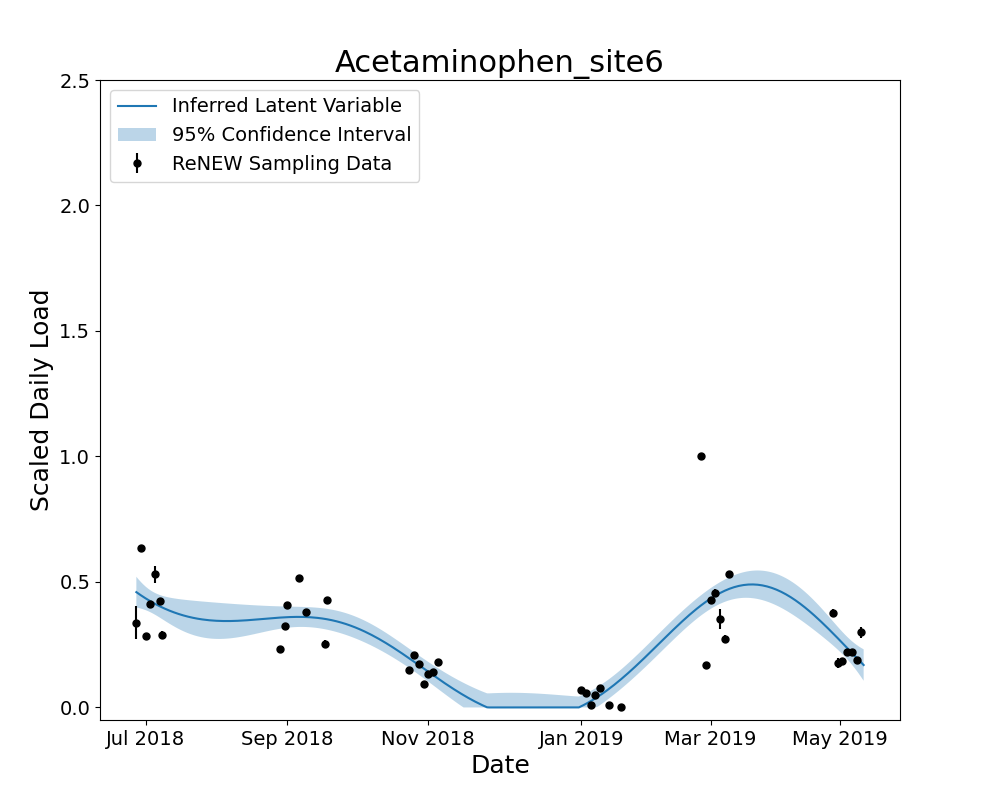 Acetaminophen_site6
2.5
2.0
1.5
1.0
0.5
0.0
Scaled Daily Load
Inferred Latent Variable
95% Confidence Interval
ReNEW Sampling Data
Jul 2018 Sep 2018 Nov 2018 Jan 2019 Mar 2019 May 2019
Date